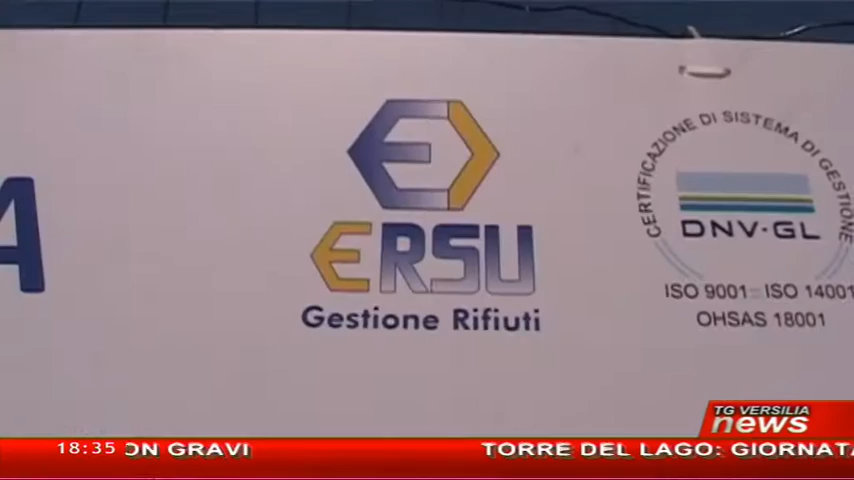 A
ERSU
Gestione Rifiuti
CERTIFICAZIONE DI SISTEMA DI GESTIONE
DNV·GL
ISO 9001 = ISO 14001
OHSAS 18001
TG VERSILIA
news
18:35 ON GRAVI TORRE DEL LAGO: GIORNATA